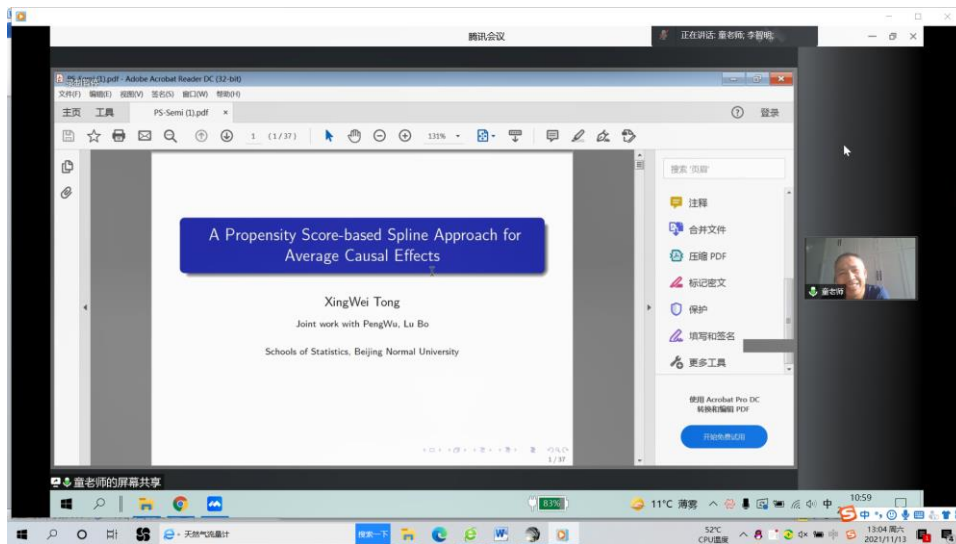 腾讯会议
正在讲话: 童老师; 李智明;
PS-Semi (1).pdf - Adobe Acrobat Reader DC (32-bit)
文件(F) 编辑(E) 视图(V) 签名(S) 窗口(W) 帮助(H)
主页 工具 PS-Semi (1).pdf × 登录
1 (1 / 37) 131%
搜索 '页眉'
注释
合并文件
压缩 PDF
标记密文
保护
填写和签名
更多工具
使用 Acrobat Pro DC
转换和编辑 PDF
开始免费试用
A Propensity Score-based Spline Approach for
Average Causal Effects
XingWei Tong
Joint work with PengWu, Lu Bo
Schools of Statistics, Beijing Normal University
1 / 37
童老师
童老师的屏幕共享
83% 11°C 薄雾 中 10:59
天然气流量计 搜索一下 52°C 13:04 周六
CPU温度 2021/11/13